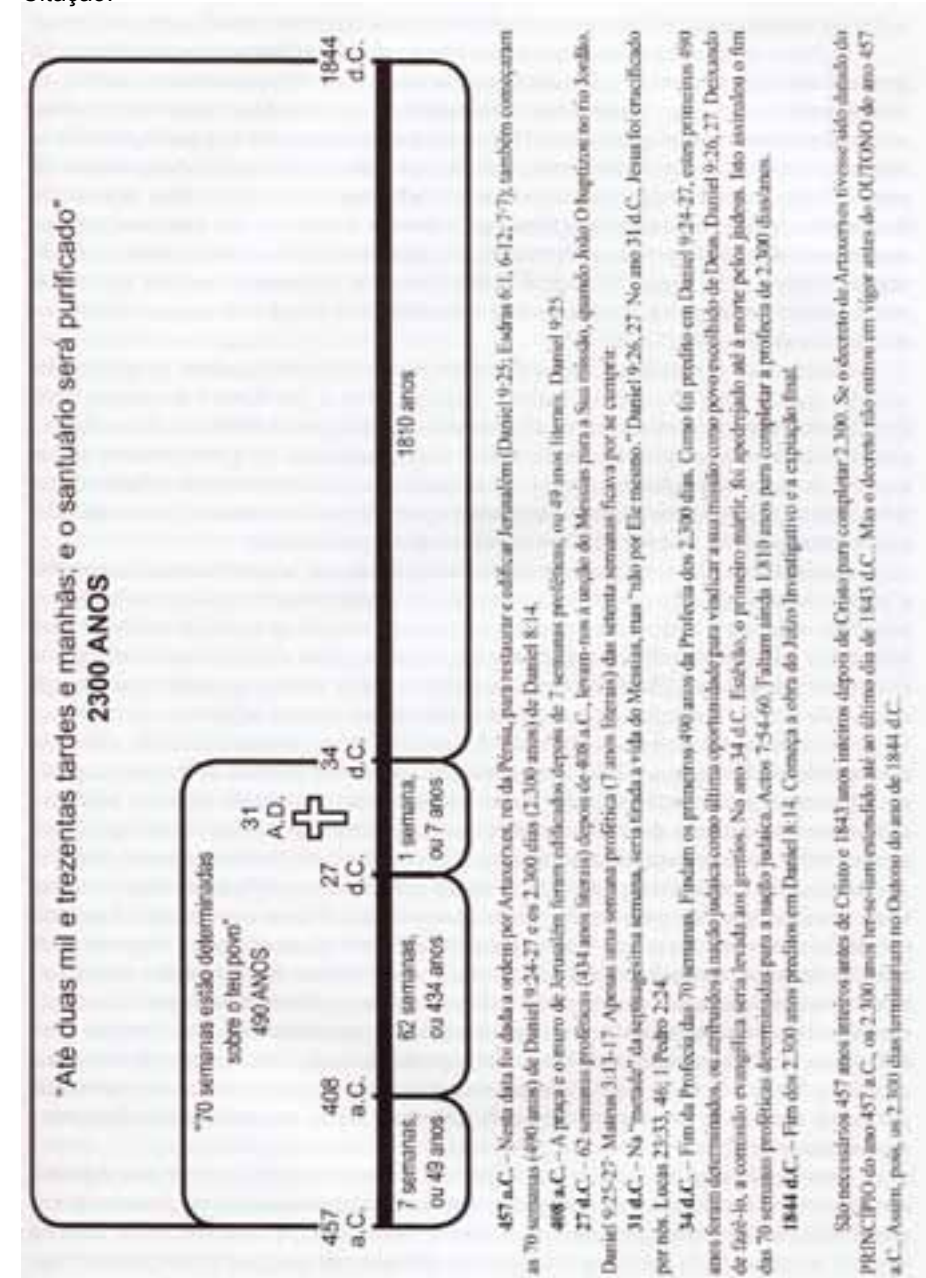 Citação:
"Até duas mil e trezentas tardes e manhãs; e o santuário será purificado"
2300 ANOS
"70 semanas estão determinadas
sobre o teu povo"
490 ANOS
457
a.C.
408
a.C.
27
d.C.
31
A.D.
34
d.C.
1844
d.C.
7 semanas,
ou 49 anos
62 semanas,
ou 434 anos
1 semana,
ou 7 anos
1810 anos
457 a.C. – Nesta data foi dada a ordem por Artaxerxes, rei da Pérsia, para restaurar e edificar Jerusalém (Daniel 9:25; Esdras 6:1, 6-12; 7:7), também começaram
as 70 semanas (490 anos) de Daniel 9:24-27 e os 2.300 dias (2.300 anos) de Daniel 8:14.
408 a.C. – A praça e o muro de Jerusalém foram edificados depois de 7 semanas proféticas, ou 49 anos literais. Daniel 9:25.
27 d.C. – 62 semanas proféticas (434 anos literais) depois de 408 a.C., levam-nos à unção do Messias para a Sua missão, quando João O baptizou no rio Jordão.
Daniel 9:25-27; Mateus 3:13-17. Apenas uma semana profética (7 anos literais) das setenta semanas ficava por se cumprir.
31 d.C. – Na "metade" da septuagésima semana, seria tirada a vida do Messias, mas "não por Ele mesmo." Daniel 9:26,27. No ano 31 d.C., Jesus foi crucificado
por nós. Lucas 23:33, 46; 1 Pedro 2:24.
34 d.C. – Fim da Profecia das 70 semanas. Findam os primeiros 490 anos da Profecia dos 2.300 dias. Como foi predito em Daniel 9:24-27, estes primeiros 490
anos foram determinados, ou atribuídos à nação judaica como última oportunidade para vindicar a sua missão como povo escolhido de Deus. Daniel 9:26, 27. Deixando
de fazê-lo, a comissão evangélica seria levada aos gentios. No ano 34 d.C. Estêvão, o primeiro mártir, foi apedrejado até à morte pelos judeus. Isto assinalou o fim
das 70 semanas proféticas determinadas para a nação judaica. Actos 7:54-60. Faltam ainda 1.810 anos para completar a profecia de 2.300 dias/anos.
1844 d.C. – Fim dos 2.300 anos preditos em Daniel 8:14. Começa a obra do Juízo Investigativo e a expiação final.
São necessários 457 anos inteiros antes de Cristo e 1843 anos inteiros depois de Cristo para completar 2.300. Se o decreto de Artaxerxes tivesse sido datado do
PRINCÍPIO do ano 457 a.C., os 2.300 anos ter-se-iam estendido até ao último dia de 1843 d.C.. Mas o decreto não entrou em vigor antes do OUTONO do ano 457
a.C. Assim, pois, os 2.300 dias terminariam no Outono do ano de 1844 d.C.